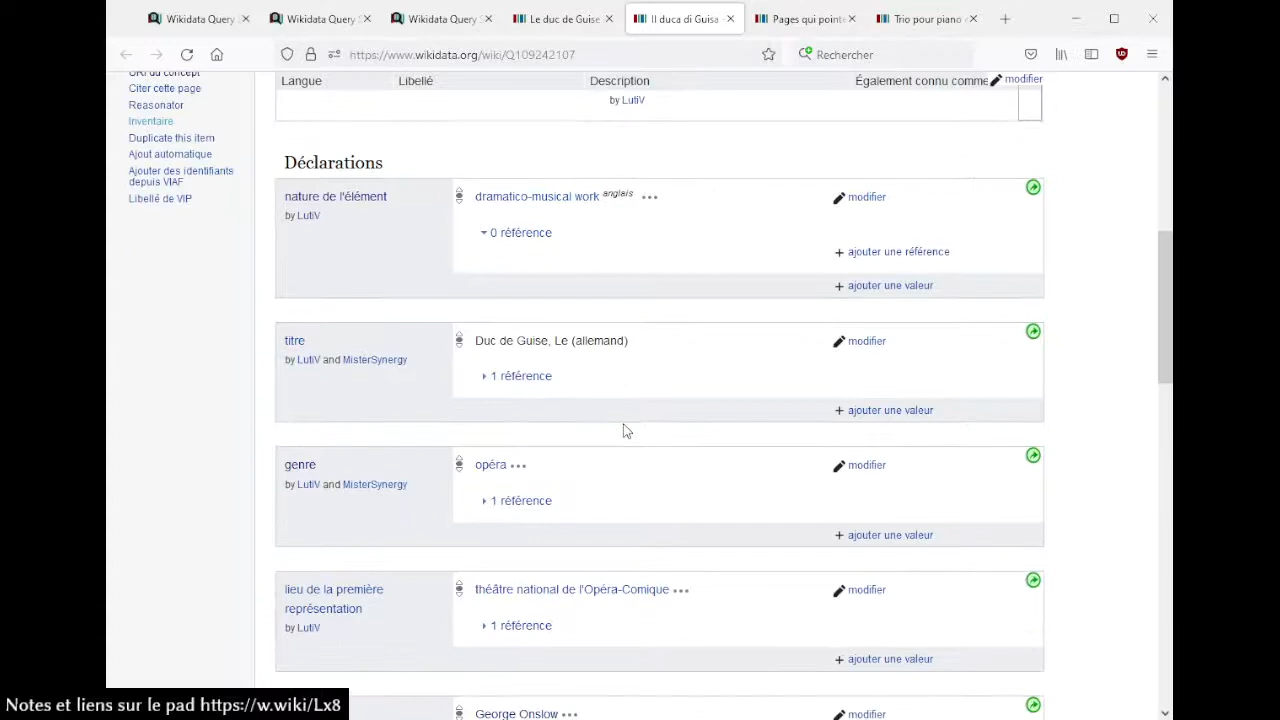 Wikidata Query
Wikidata Query
Wikidata Query
Le duc de Guise
Il duca di Guisa
Pages qui point
Trio pour piano
https://www.wikidata.org/wiki/Q109242107
Rechercher
URI du concept
Citer cette page
Reasonator
Inventaire
Duplicate this item
Ajout automatique
Ajouter des identifiants
depuis VIAF
Libellé de VIP
Langue
Libellé
Description
Également connu comme
modifier
by LutiV
Déclarations
nature de l'élément
by LutiV
dramatico-musical work anglais
modifier
0 référence
+ ajouter une référence
+ ajouter une valeur
titre
by LutiV and MisterSynergy
Duc de Guise, Le (allemand)
modifier
1 référence
+ ajouter une valeur
genre
by LutiV and MisterSynergy
opéra
modifier
1 référence
+ ajouter une valeur
lieu de la première
représentation
by LutiV
théâtre national de l'Opéra-Comique
modifier
1 référence
+ ajouter une valeur
George Onslow
modifier
Notes et liens sur le pad https://w.wiki/Lx8